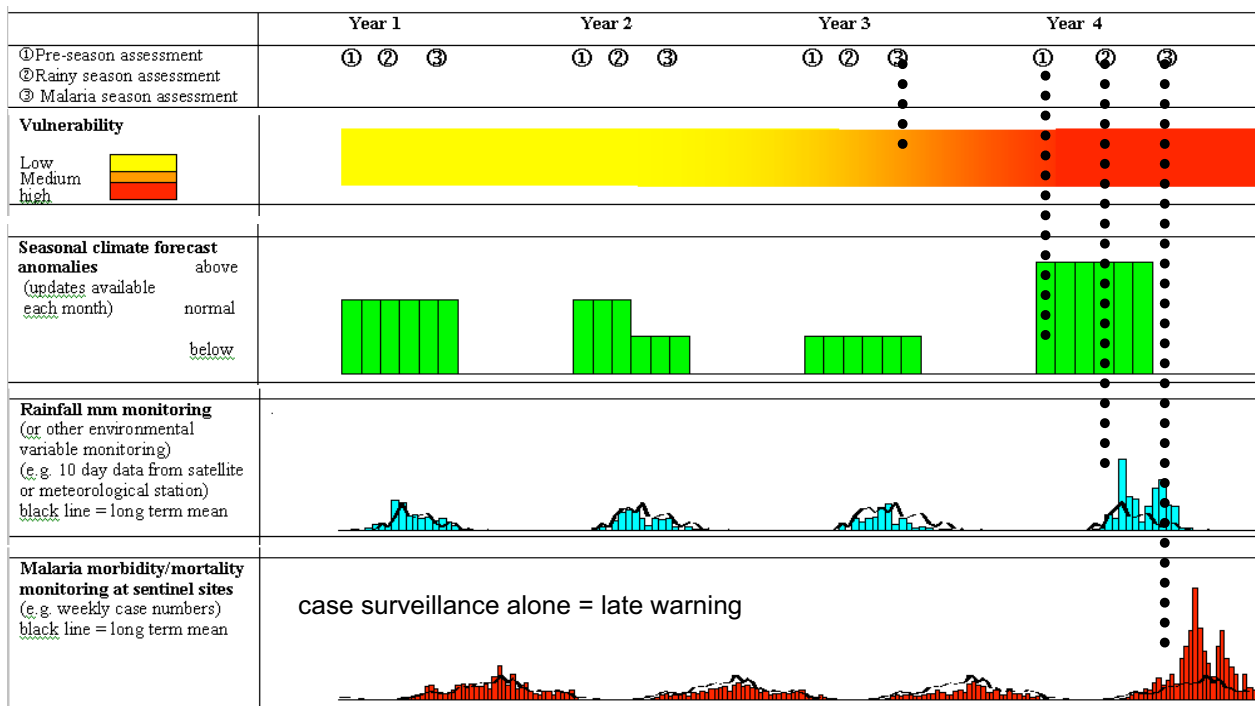 Year 1 Year 2 Year 3 Year 4
①Pre-season assessment
②Rainy season assessment
③ Malaria season assessment
① ② ③ ① ② ③ ① ② ③ ① ② ③
Vulnerability
Low
Medium
high
Seasonal climate forecast
anomalies above
(updates available
each month) normal
below
Rainfall mm monitoring
(or other environmental
variable monitoring)
(e.g. 10 day data from satellite
or meteorological station)
black line = long term mean
Malaria morbidity/mortality
monitoring at sentinel sites
(e.g. weekly case numbers)
black line = long term mean
case surveillance alone = late warning